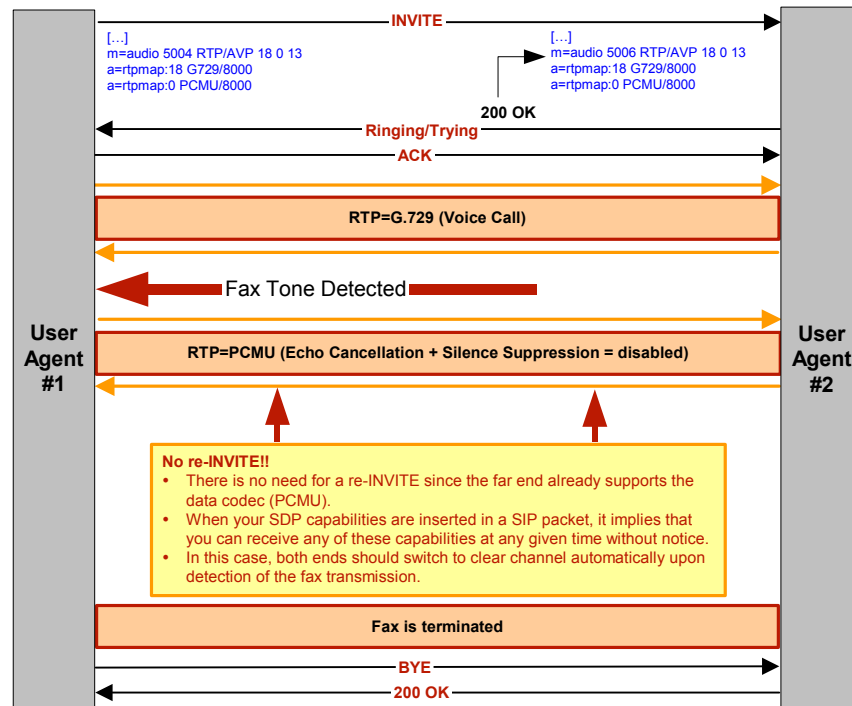 INVITE
[...]
m=audio 5004 RTP/AVP 18 0 13
a=rtpmap:18 G729/8000
a=rtpmap:0 PCMU/8000
[...]
m=audio 5006 RTP/AVP 18 0 13
a=rtpmap:18 G729/8000
a=rtpmap:0 PCMU/8000
200 OK
Ringing/Trying
ACK
RTP=G.729 (Voice Call)
Fax Tone Detected
User
Agent
#1
RTP=PCMU (Echo Cancellation + Silence Suppression = disabled)
User
Agent
#2
No re-INVITE!!
• There is no need for a re-INVITE since the far end already supports the
data codec (PCMU).
• When your SDP capabilities are inserted in a SIP packet, it implies that
you can receive any of these capabilities at any given time without notice.
• In this case, both ends should switch to clear channel automatically upon
detection of the fax transmission.
Fax is terminated
BYE
200 OK